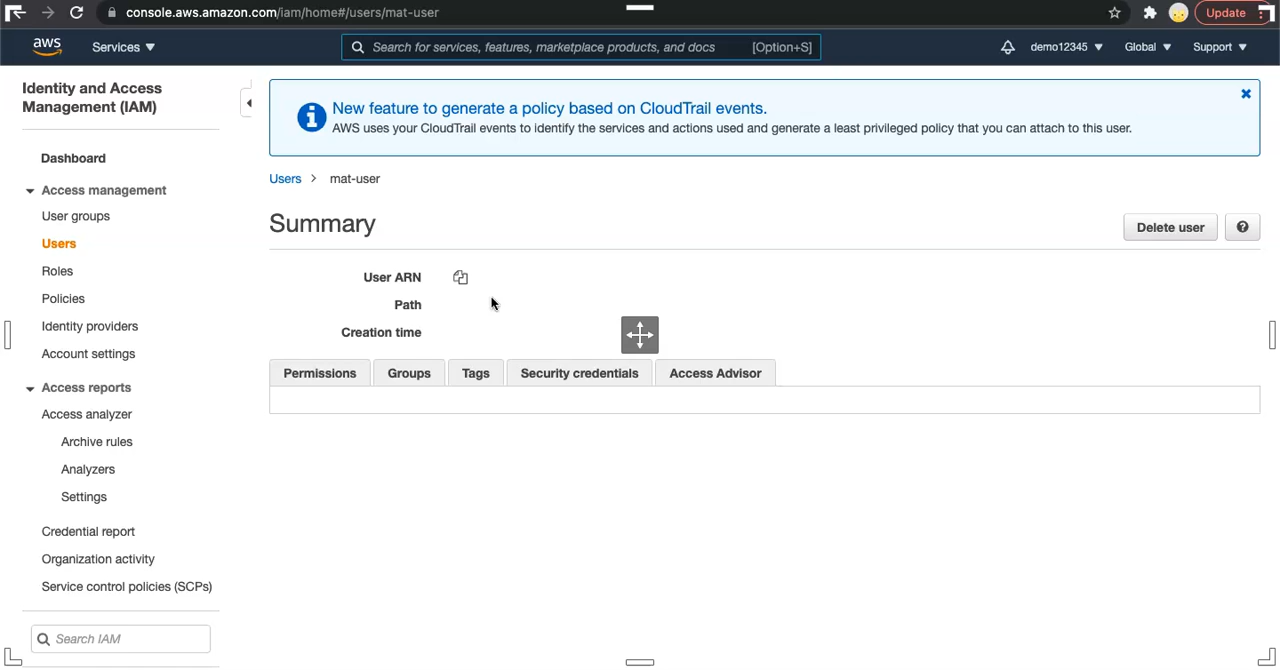 console.aws.amazon.com/iam/home#/users/mat-user
Update
aws
Services
Search for services, features, marketplace products, and docs
[Option+S]
demo12345
Global
Support
Identity and Access
Management (IAM)
Dashboard
Access management
User groups
Users
Roles
Policies
Identity providers
Account settings
Access reports
Access analyzer
Archive rules
Analyzers
Settings
Credential report
Organization activity
Service control policies (SCPs)
Search IAM
New feature to generate a policy based on CloudTrail events.
AWS uses your CloudTrail events to identify the services and actions used and generate a least privileged policy that you can attach to this user.
Users > mat-user
Summary
Delete user
User ARN
Path
Creation time
Permissions
Groups
Tags
Security credentials
Access Advisor